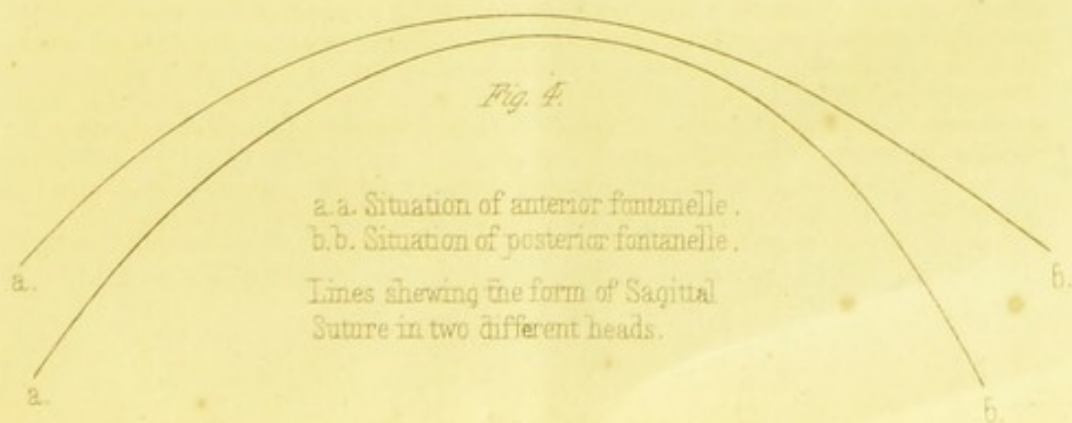 Fig. 4.
a.a. Situation of anterior fontanelle.
b.b. Situation of posterior fontanelle.
Lines shewing the form of Sagittal
Suture in two different heads.
a.
b.
a.
b.